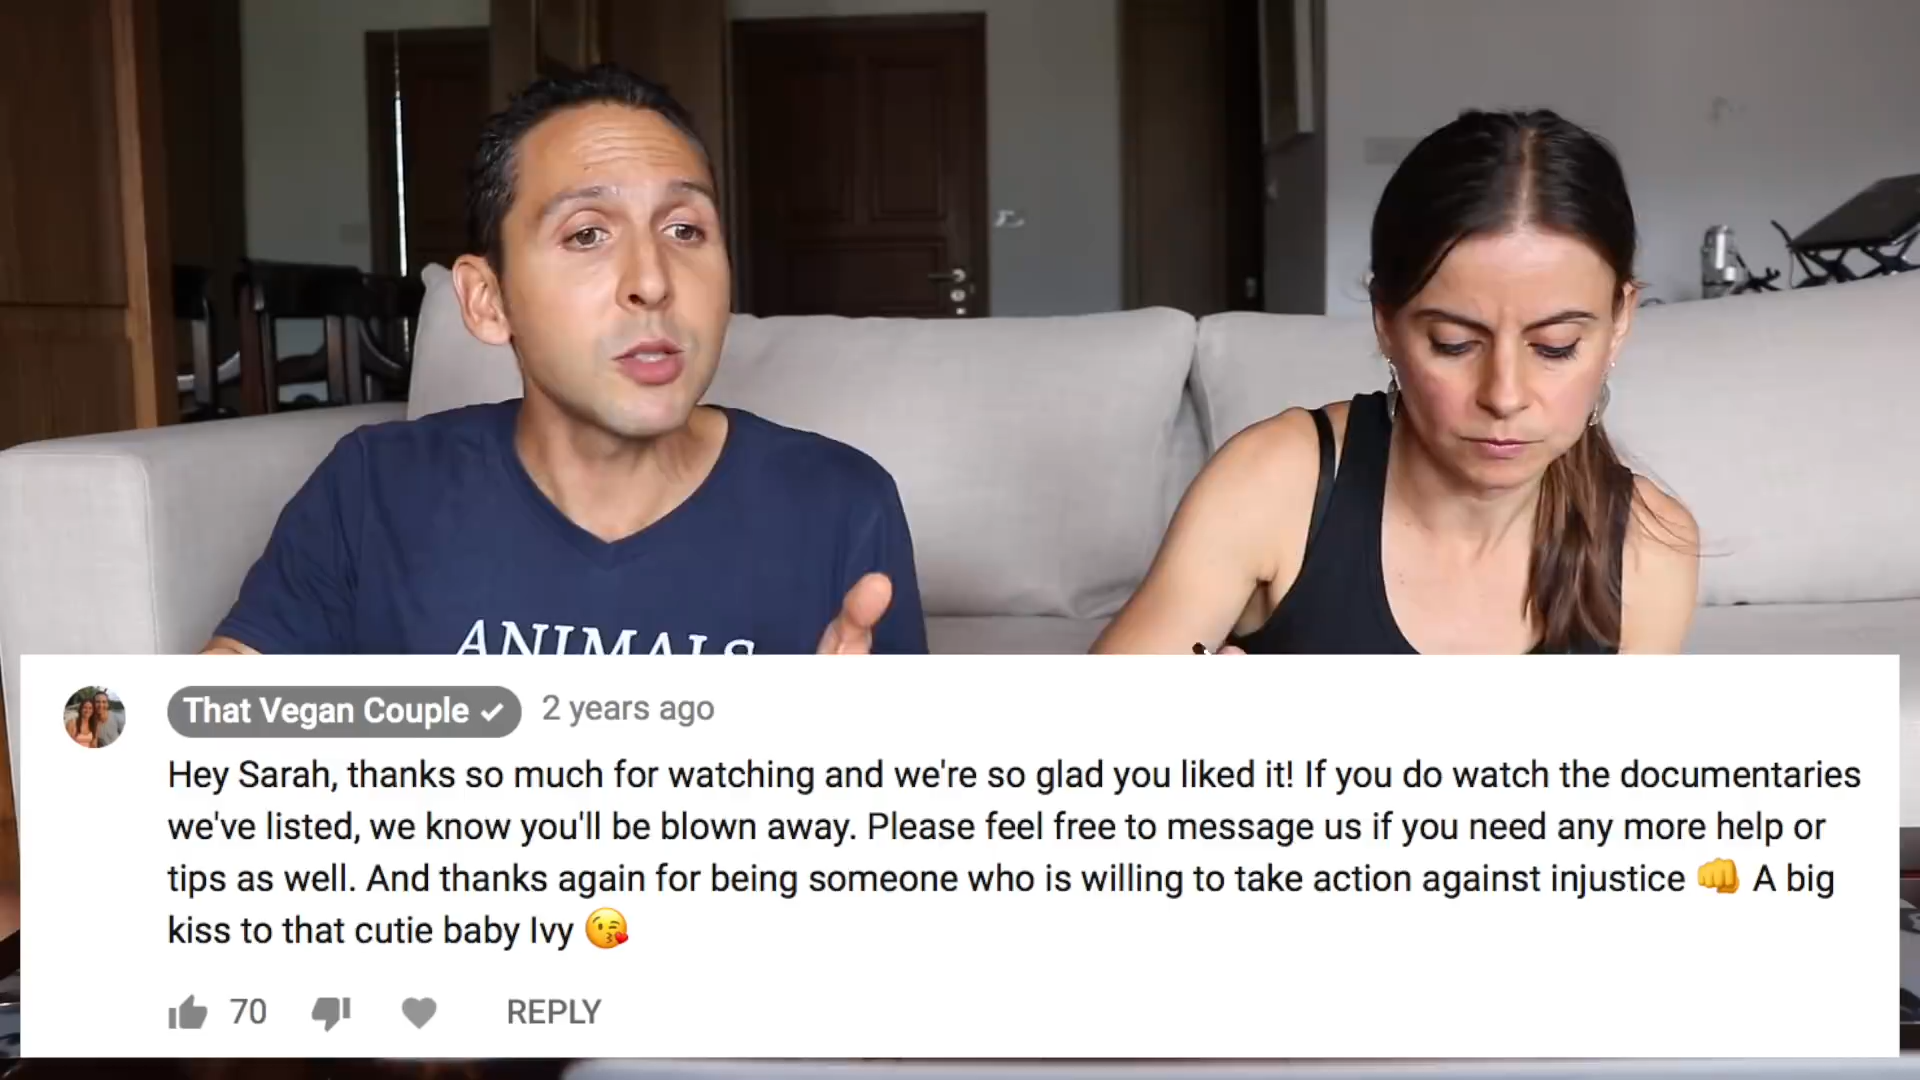 ANIMALS
That Vegan Couple 2 years ago
Hey Sarah, thanks so much for watching and we're so glad you liked it! If you do watch the documentaries
we've listed, we know you'll be blown away. Please feel free to message us if you need any more help or
tips as well. And thanks again for being someone who is willing to take action against injustice 👊 A big
kiss to that cutie baby Ivy 😘
70 REPLY